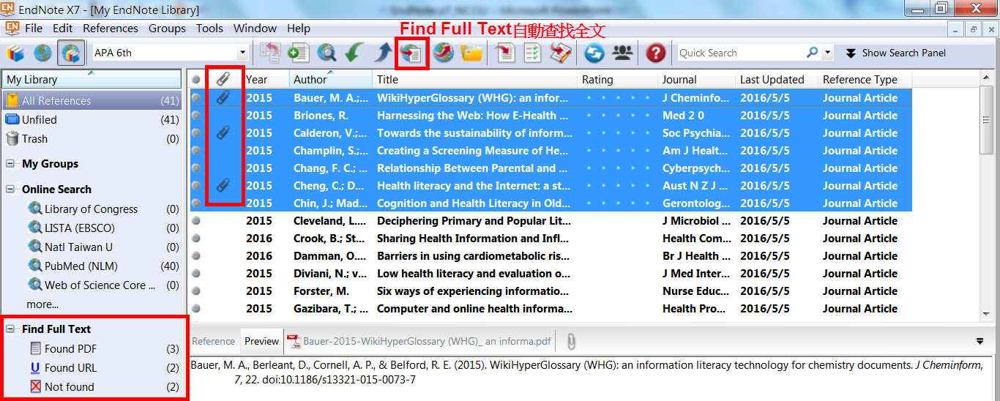 EndNote X7 - [My EndNote Library]
File Edit References Groups Tools Window Help
Find Full Text自動查找全文
APA 6th
Quick Search
Show Search Panel
My Library
All References (41)
Unfiled (41)
Trash (0)
My Groups
Online Search
Library of Congress (0)
LISTA (EBSCO) (0)
Natl Taiwan U (0)
PubMed (NLM) (40)
Web of Science Core ... (0)
more...
Find Full Text
Found PDF (3)
Found URL (2)
Not found (2)
Year Author Title Rating Journal Last Updated Reference Type
2015 Bauer, M. A.;... WikiHyperGlossary (WHG): an infor... J Cheminfo... 2016/5/5 Journal Article
2015 Briones, R. Harnessing the Web: How E-Health ... Med 2 0 2016/5/5 Journal Article
2015 Calderon, V.;... Towards the sustainability of inform... Soc Psychia... 2016/5/5 Journal Article
2015 Champlin, S.;... Creating a Screening Measure of He... Am J Healt... 2016/5/5 Journal Article
2015 Chang, F. C.; ... Relationship Between Parental and ... Cyberpsych... 2016/5/5 Journal Article
2015 Cheng, C.; D... Health literacy and the Internet: a st... Aust N Z J ... 2016/5/5 Journal Article
2015 Chin, J.; Mad... Cognition and Health Literacy in Old... Gerontolog... 2016/5/5 Journal Article
2015 Cleveland, L.... Deciphering Primary and Popular Lit... J Microbiol ... 2016/5/5 Journal Article
2016 Crook, B.; St... Sharing Health Information and Infl... Health Com... 2016/5/5 Journal Article
2016 Damman, O.... Barriers in using cardiometabolic ris... Br J Health ... 2016/5/5 Journal Article
2015 Diviani, N.; v... Low health literacy and evaluation o... J Med Inter... 2016/5/5 Journal Article
2015 Forster, M. Six ways of experiencing informatio... Nurse Educ... 2016/5/5 Journal Article
2015 Gazibara, T.; ... Computer and online health informa... Health Pro... 2016/5/5 Journal Article
Reference Preview Bauer-2015-WikiHyperGlossary (WHG)_ an informa.pdf
Bauer, M. A., Berleant, D., Cornell, A. P., & Belford, R. E. (2015). WikiHyperGlossary (WHG): an information literacy technology for chemistry documents. J Cheminform,
7, 22. doi:10.1186/s13321-015-0073-7